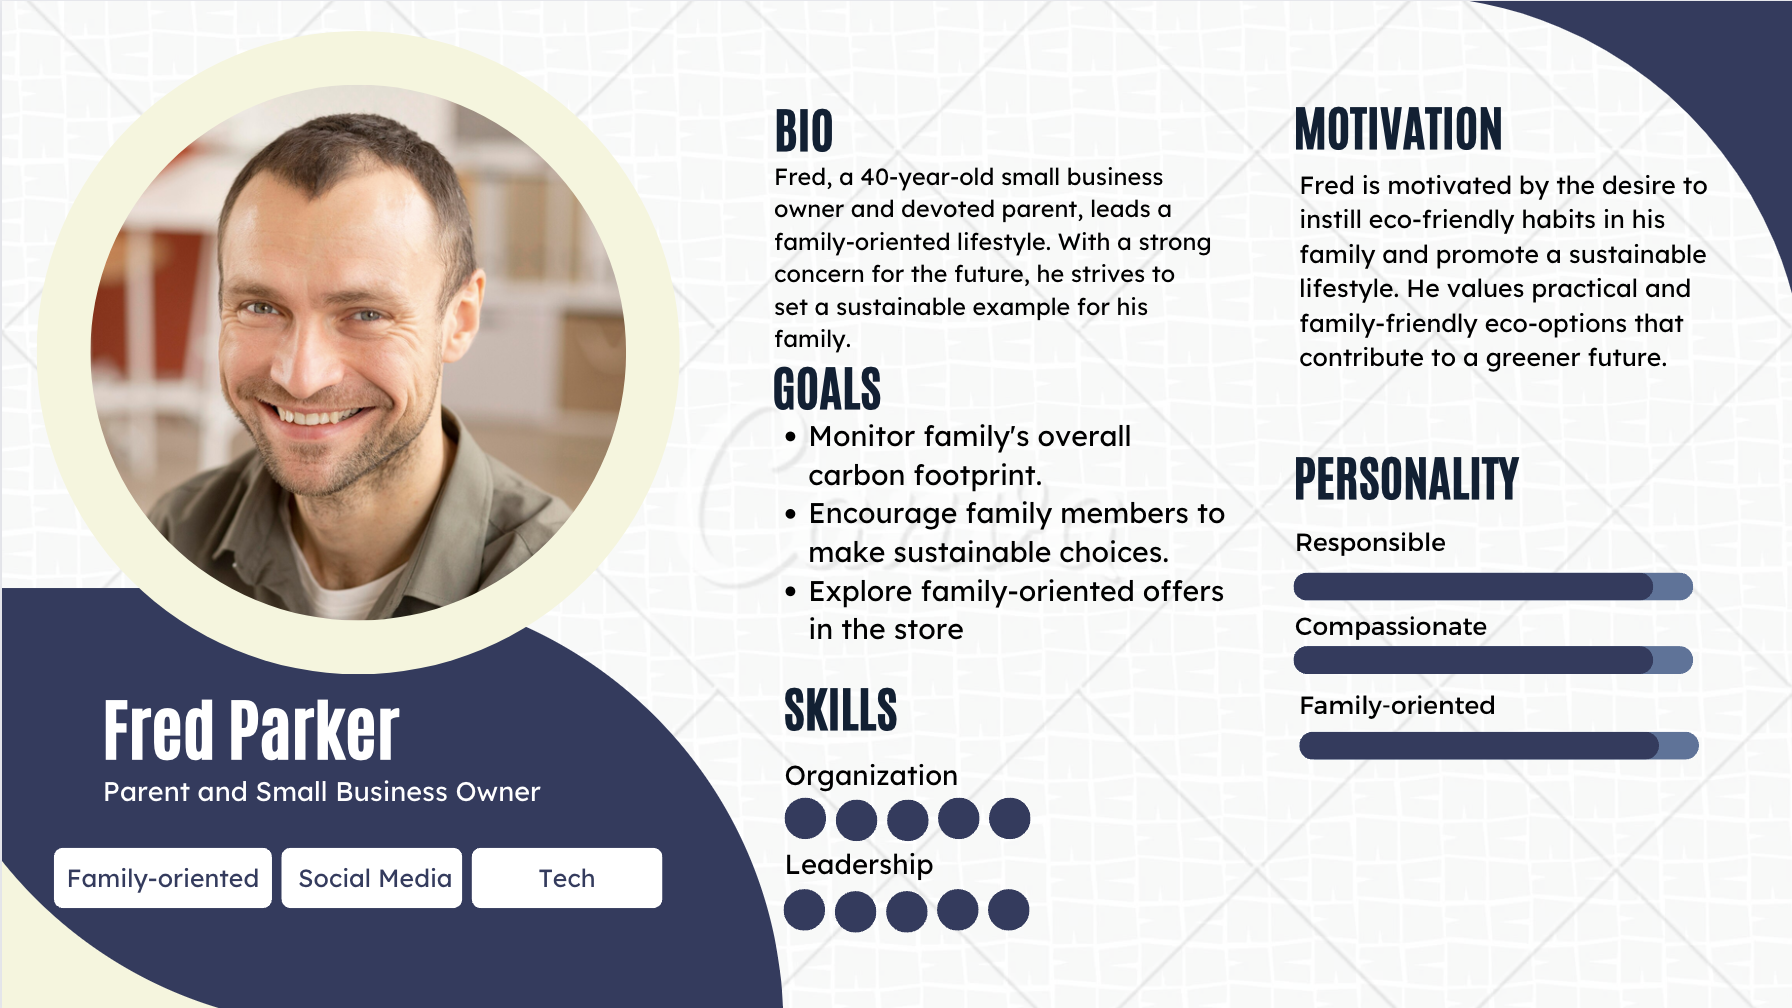 Fred Parker
Parent and Small Business Owner
Family-oriented
Social Media
Tech
BIO
Fred, a 40-year-old small business
owner and devoted parent, leads a
family-oriented lifestyle. With a strong
concern for the future, he strives to
set a sustainable example for his
family.
GOALS
• Monitor family's overall
carbon footprint.
• Encourage family members to
make sustainable choices.
• Explore family-oriented offers
in the store
SKILLS
Organization
Leadership
MOTIVATION
Fred is motivated by the desire to
instill eco-friendly habits in his
family and promote a sustainable
lifestyle. He values practical and
family-friendly eco-options that
contribute to a greener future.
PERSONALITY
Responsible
Compassionate
Family-oriented
Canva